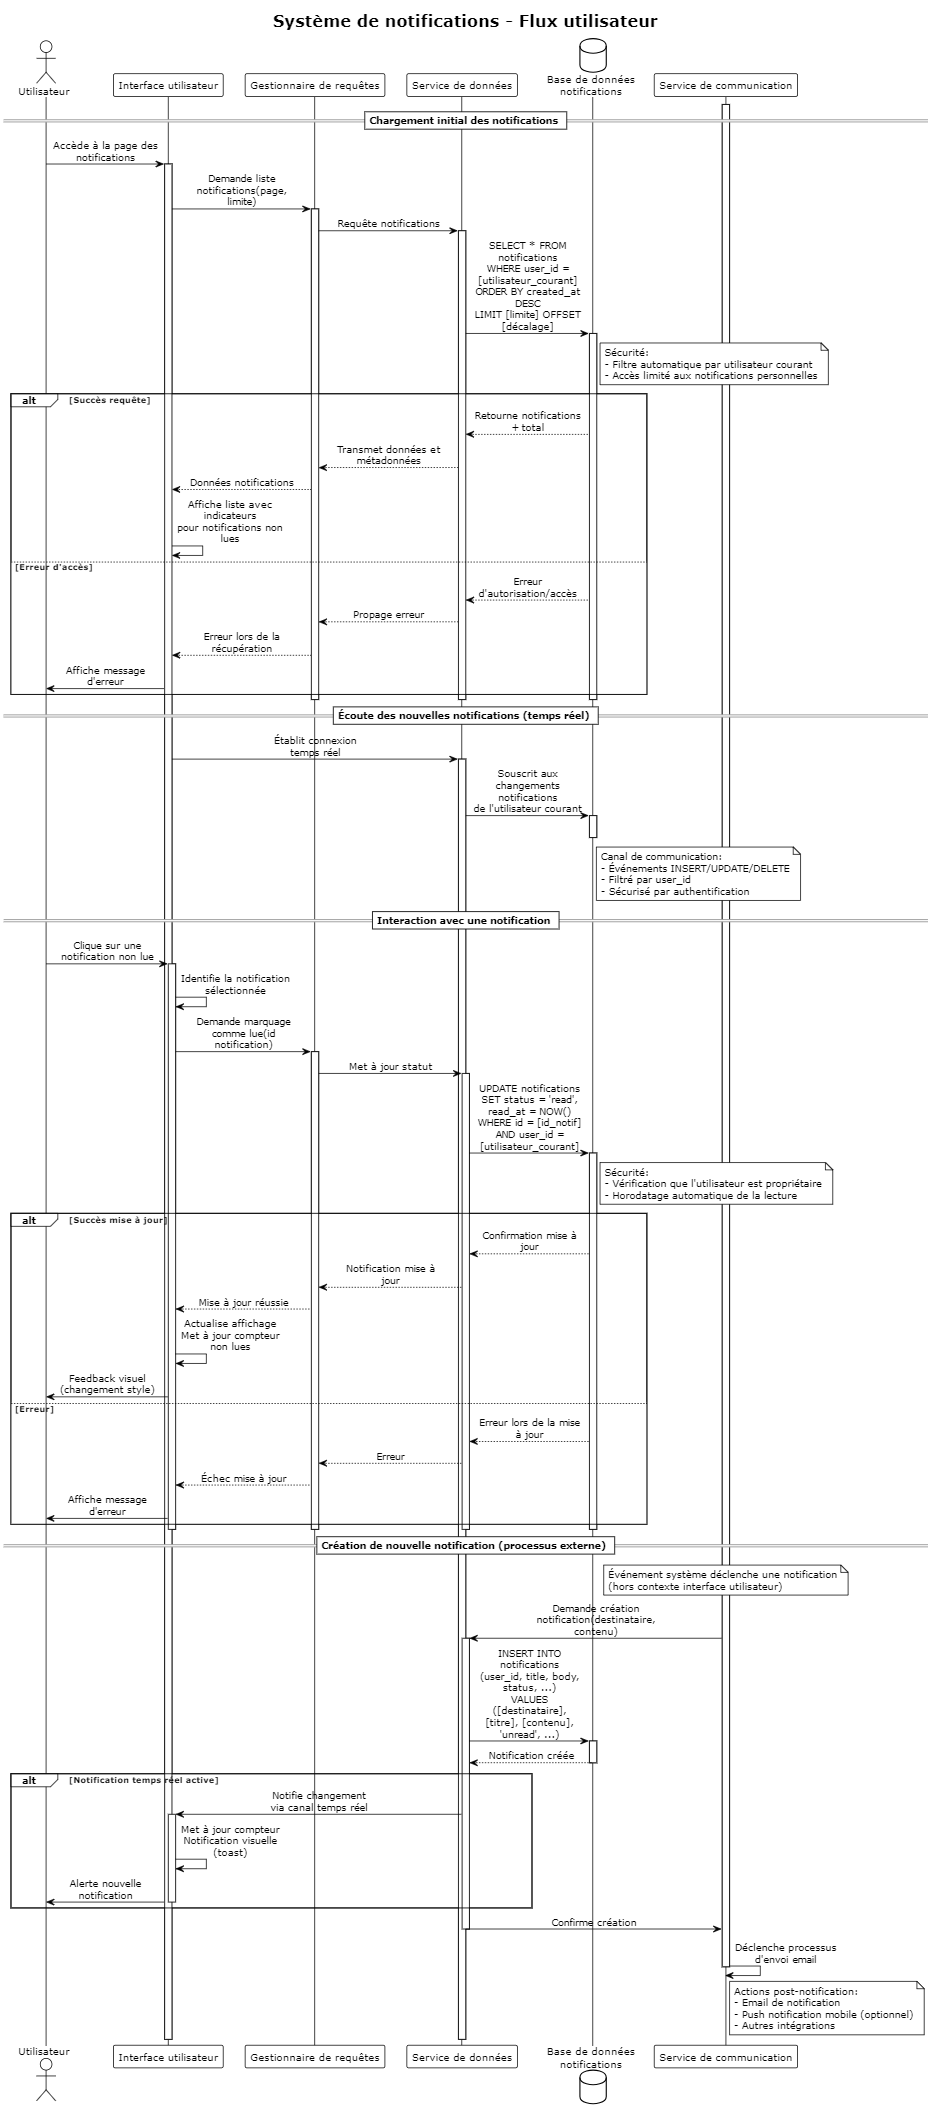 Système de notifications - Flux utilisateur
Utilisateur
Interface utilisateur
Gestionnaire de requêtes
Service de données
Base de données
notifications
Service de communication
Chargement initial des notifications
Accède à la page des
notifications
Demande liste
notifications(page,
limite)
Requête notifications
SELECT * FROM
notifications
WHERE user_id =
[utilisateur_courant]
ORDER BY created_at
DESC
LIMIT [limite] OFFSET
[décalage]
Sécurité:
- Filtre automatique par utilisateur courant
- Accès limité aux notifications personnelles
alt
[Succès requête]
Retourne notifications
+ total
Transmet données et
métadonnées
Données notifications
Affiche liste avec
indicateurs
pour notifications non
lues
[Erreur d'accès]
Erreur
d'autorisation/accès
Propage erreur
Erreur lors de la
récupération
Affiche message
d'erreur
Écoute des nouvelles notifications (temps réel)
Établit connexion
temps réel
Souscrit aux
changements
notifications
de l'utilisateur courant
Canal de communication:
- Événements INSERT/UPDATE/DELETE
- Filtré par user_id
- Sécurisé par authentification
Interaction avec une notification
Clique sur une
notification non lue
Identifie la notification
sélectionnée
Demande marquage
comme lue(id
notification)
Met à jour statut
UPDATE notifications
SET status = 'read',
read_at = NOW()
WHERE id = [id_notif]
AND user_id =
[utilisateur_courant]
Sécurité:
- Vérification que l'utilisateur est propriétaire
- Horodatage automatique de la lecture
alt
[Succès mise à jour]
Confirmation mise à
jour
Notification mise à
jour
Mise à jour réussie
Actualise affichage
Met à jour compteur
non lues
Feedback visuel
(changement style)
[Erreur]
Erreur lors de la mise
à jour
Erreur
Échec mise à jour
Affiche message
d'erreur
Création de nouvelle notification (processus externe)
Événement système déclenche une notification
(hors contexte interface utilisateur)
Demande création
notification(destinataire,
contenu)
INSERT INTO
notifications
(user_id, title, body,
status, ...)
VALUES
([destinataire],
[titre], [contenu],
'unread', ...)
Notification créée
alt
[Notification temps réel active]
Notifie changement
via canal temps réel
Met à jour compteur
Notification visuelle
(toast)
Alerte nouvelle
notification
Confirme création
Déclenche processus
d'envoi email
Actions post-notification:
- Email de notification
- Push notification mobile (optionnel)
- Autres intégrations
Utilisateur
Interface utilisateur
Gestionnaire de requêtes
Service de données
Base de données
notifications
Service de communication